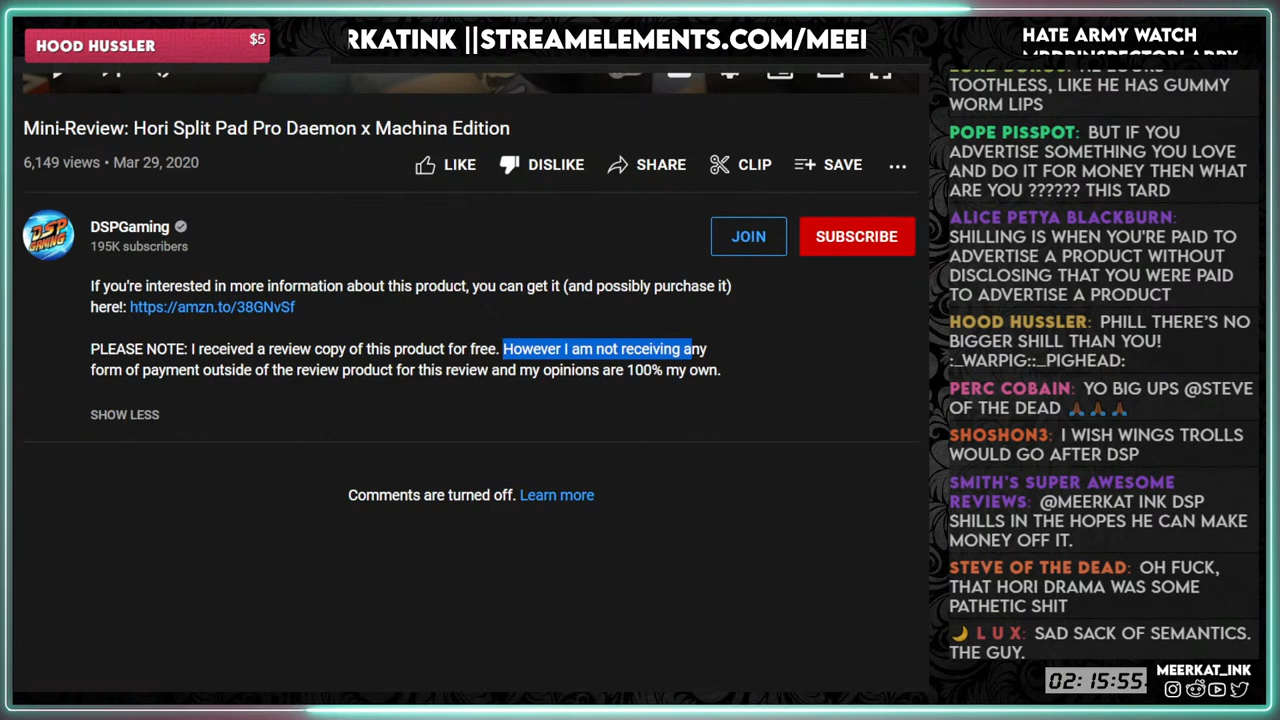 HOOD HUSSLER $5
RKATINK ||STREAMELEMENTS.COM/MEE
HATE ARMY WATCH
Mini-Review: Hori Split Pad Pro Daemon x Machina Edition
6,149 views • Mar 29, 2020
LIKE DISLIKE SHARE CLIP SAVE ...
DSP GAMING
DSPGaming
195K subscribers
JOIN SUBSCRIBE
If you're interested in more information about this product, you can get it (and possibly purchase it)
here!: https://amzn.to/38GNvSf
PLEASE NOTE: I received a review copy of this product for free. However I am not receiving any
form of payment outside of the review product for this review and my opinions are 100% my own.
SHOW LESS
Comments are turned off. Learn more
TOOTHLESS, LIKE HE HAS GUMMY
WORM LIPS
POPE PISSPOT: BUT IF YOU
ADVERTISE SOMETHING YOU LOVE
AND DO IT FOR MONEY THEN WHAT
ARE YOU ?????? THIS TARD
ALICE PETYA BLACKBURN:
SHILLING IS WHEN YOU'RE PAID TO
ADVERTISE A PRODUCT WITHOUT
DISCLOSING THAT YOU WERE PAID
TO ADVERTISE A PRODUCT
HOOD HUSSLER: PHILL THERE'S NO
BIGGER SHILL THAN YOU!
:_WARPIG::_PIGHEAD:
PERC COBAIN: YO BIG UPS @STEVE
OF THE DEAD 🙏🏾🙏🏾🙏🏾
SHOSHON3: I WISH WINGS TROLLS
WOULD GO AFTER DSP
SMITH'S SUPER AWESOME
REVIEWS: @MEERKAT INK DSP
SHILLS IN THE HOPES HE CAN MAKE
MONEY OFF IT.
STEVE OF THE DEAD: OH FUCK,
THAT HORI DRAMA WAS SOME
PATHETIC SHIT
🌙 L U X: SAD SACK OF SEMANTICS.
THE GUY.
02:15:55
MEERKAT_INK